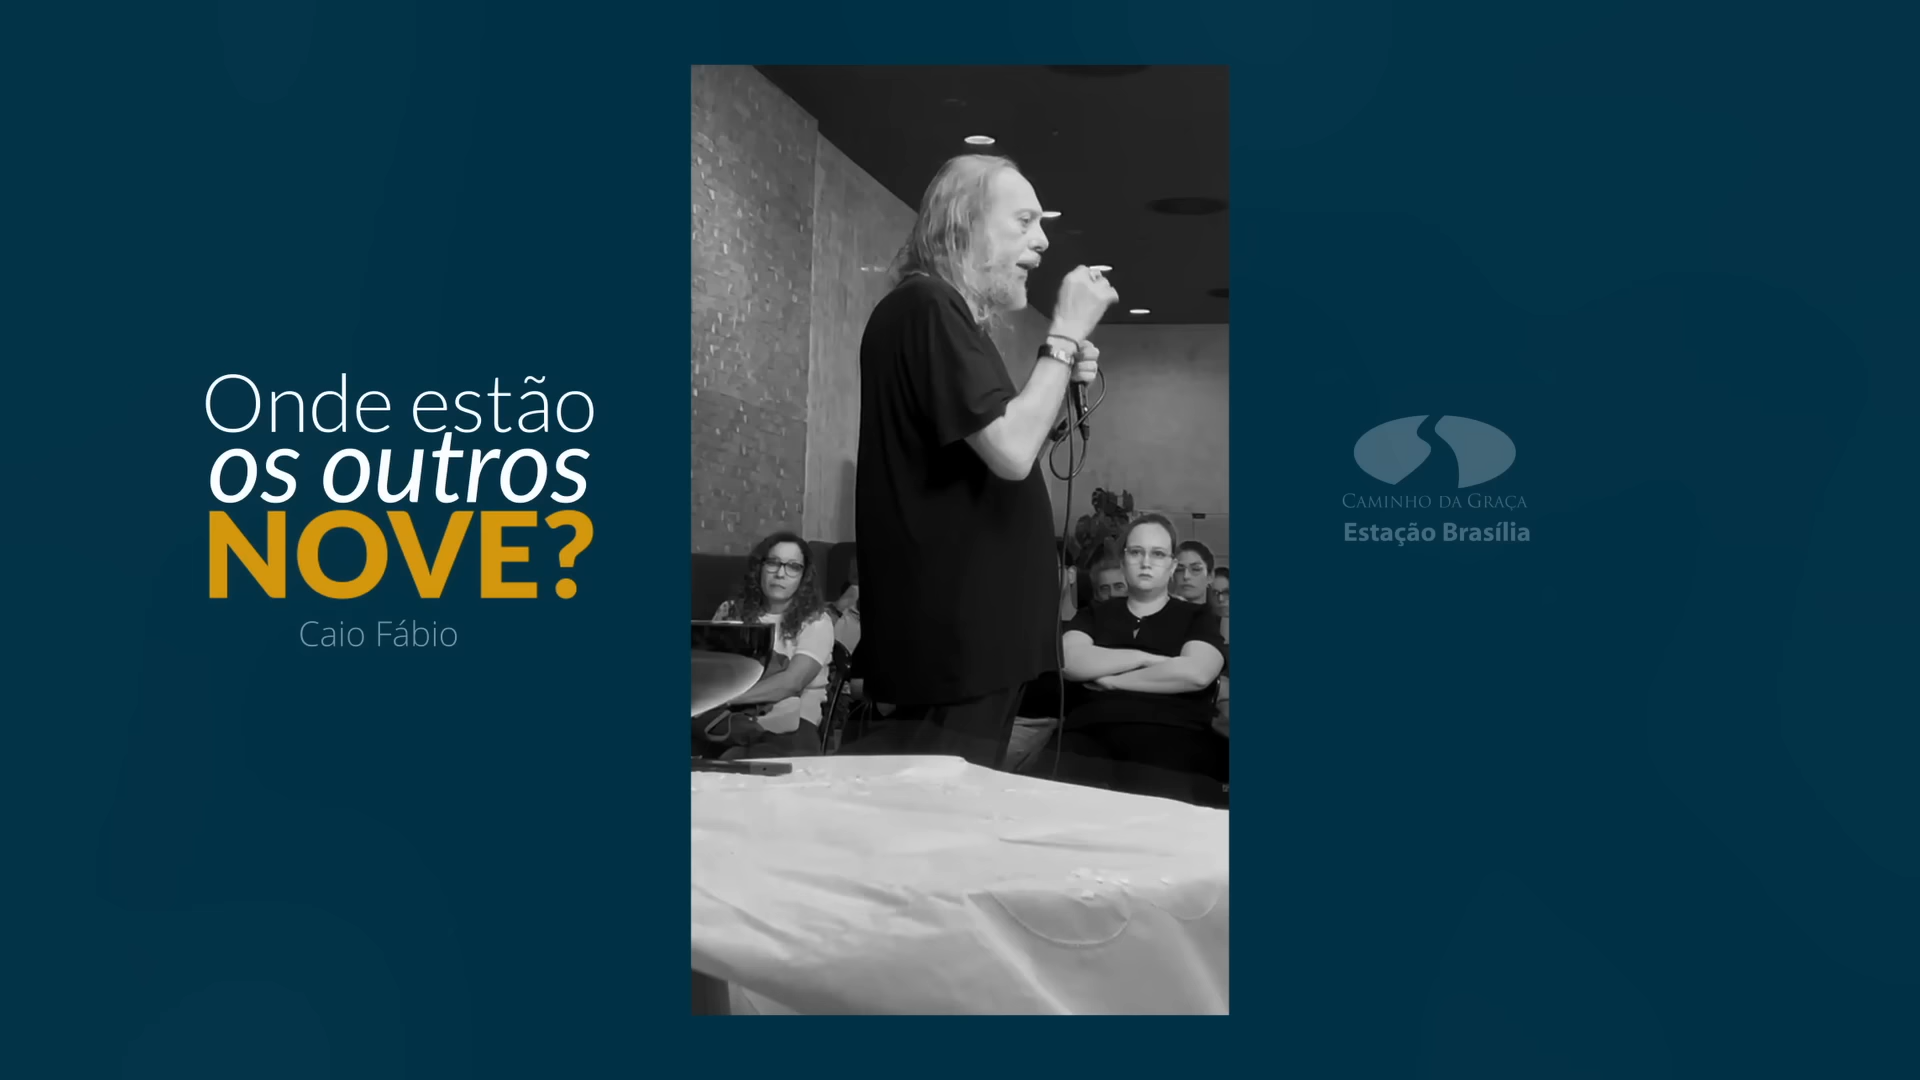 Onde estão
os outros
NOVE?
Caio Fábio
CAMINHO DA GRAÇA
Estação Brasília